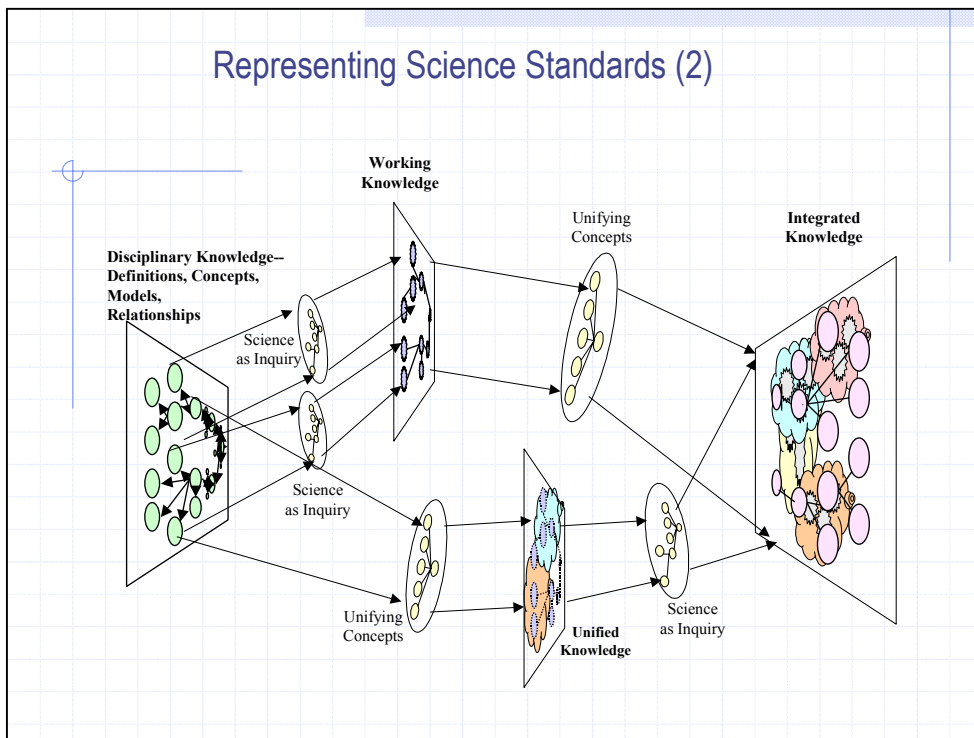 Representing Science Standards (2)
Working
Knowledge
Unifying
Concepts
Integrated
Knowledge
Disciplinary Knowledge--
Definitions, Concepts,
Models,
Relationships
Science
as Inquiry
Science
as Inquiry
Unifying
Concepts
Unified
Knowledge
Science
as Inquiry